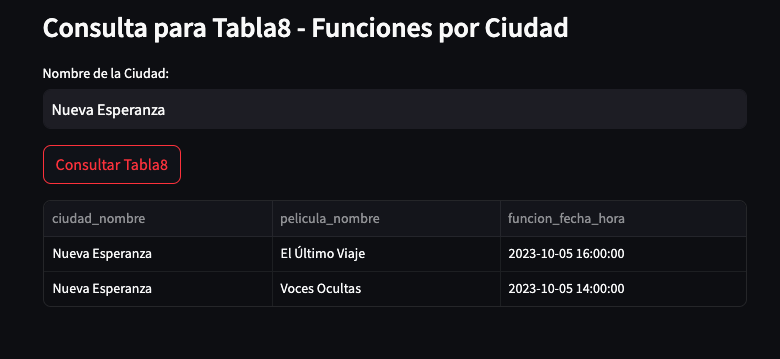 Consulta para Tabla8 - Funciones por Ciudad
Nombre de la Ciudad:
Nueva Esperanza
Consultar Tabla8
ciudad_nombre pelicula_nombre funcion_fecha_hora
Nueva Esperanza El Último Viaje 2023-10-05 16:00:00
Nueva Esperanza Voces Ocultas 2023-10-05 14:00:00